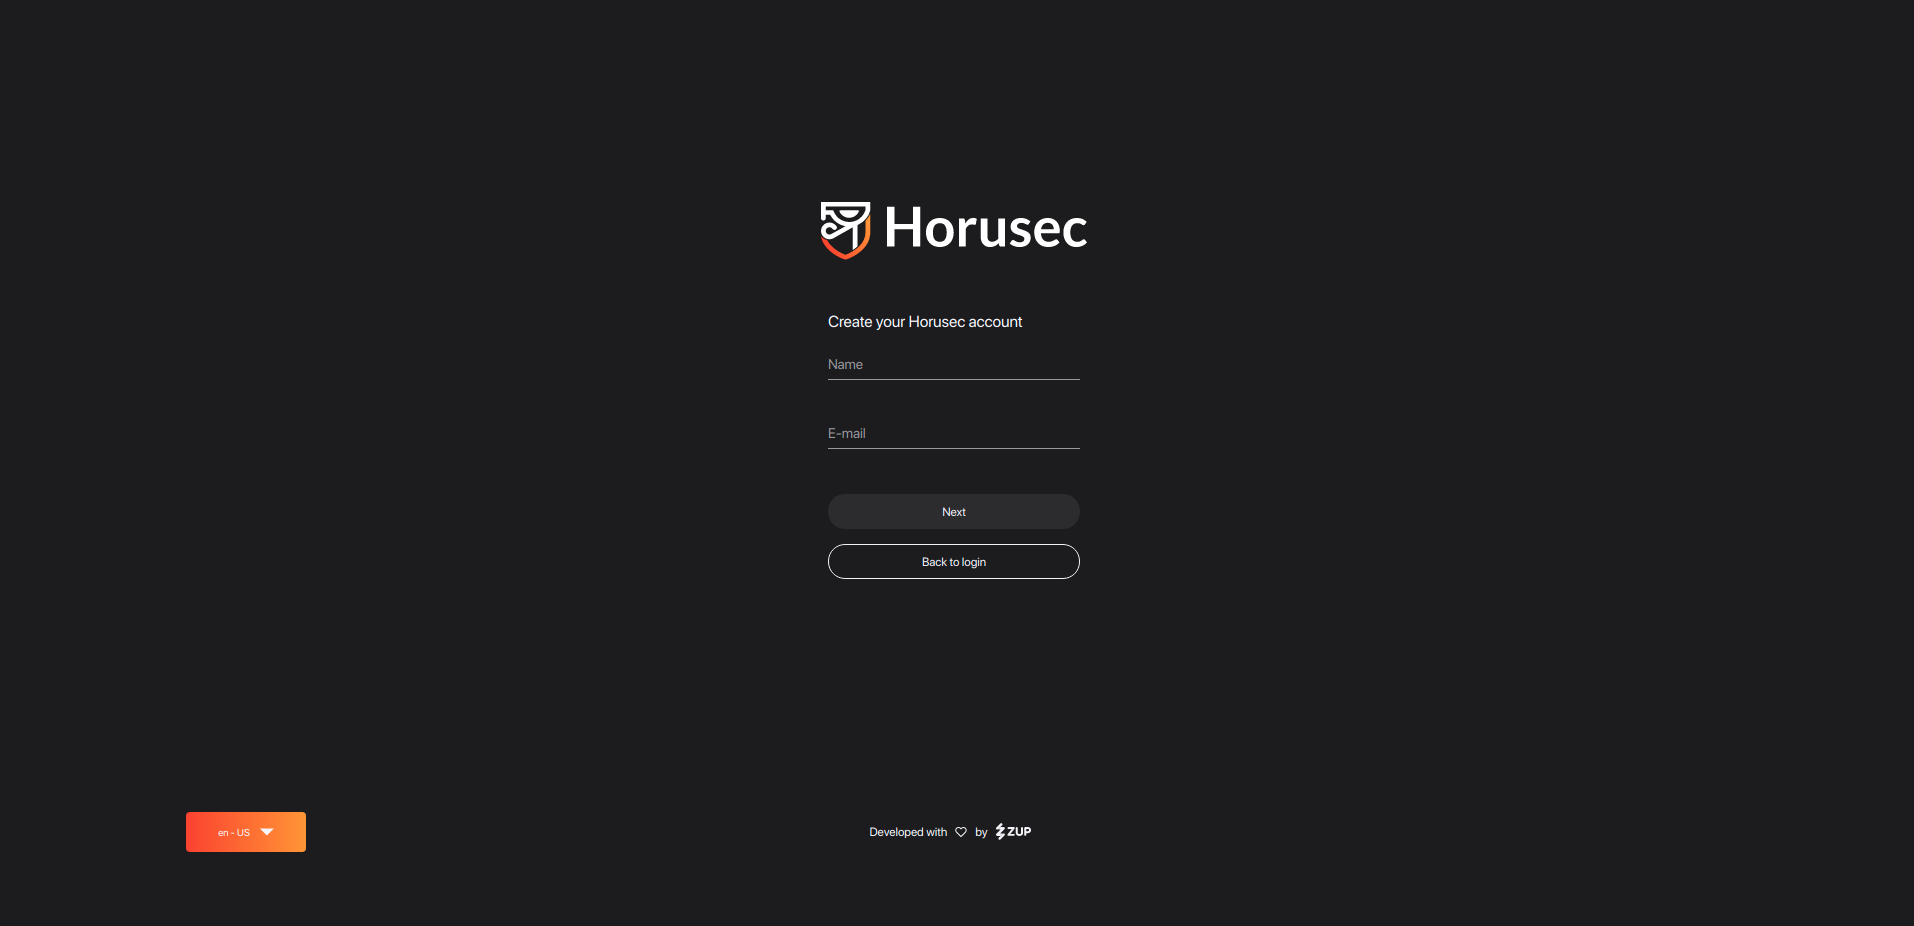 Horusec
Create your Horusec account
Name
E-mail
Next
Back to login
en - US
Developed with by ZUP